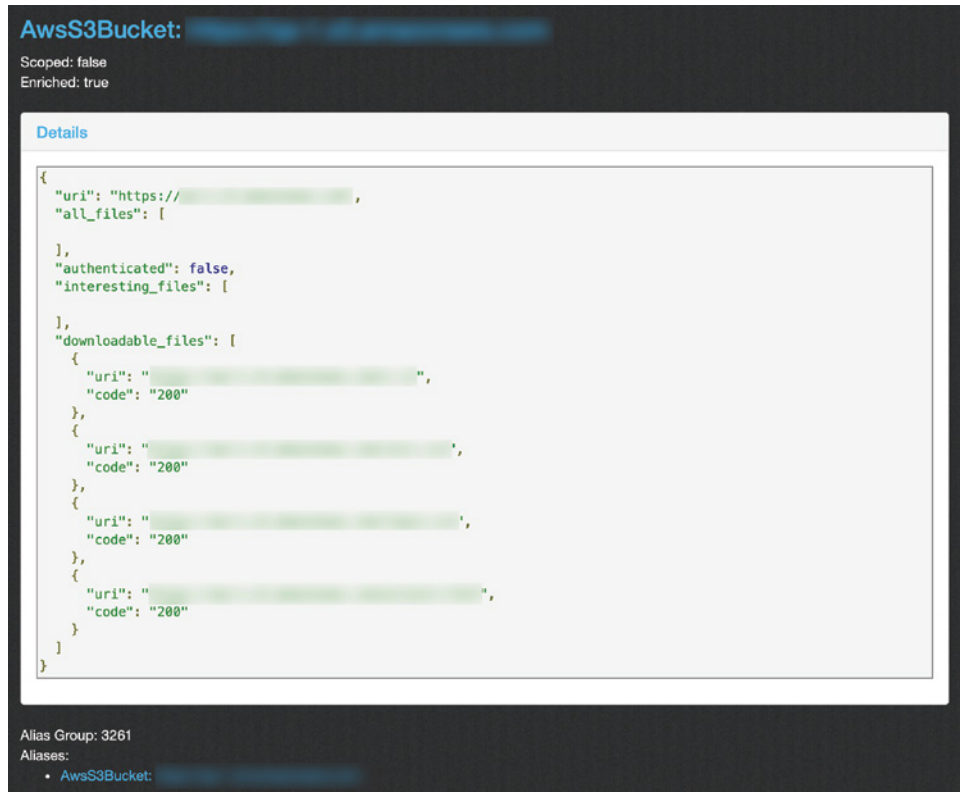 AwsS3Bucket:
Scoped: false
Enriched: true
Details
{
"uri": "https://
,
"all_files": [
],
"authenticated": false,
"interesting_files": [
],
"downloadable_files": [
{
"uri": "
",
"code": "200"
},
{
"uri": "
",
"code": "200"
},
{
"uri": "
",
"code": "200"
},
{
"uri": "
",
"code": "200"
}
]
}
Alias Group: 3261
Aliases:
• AwsS3Bucket: